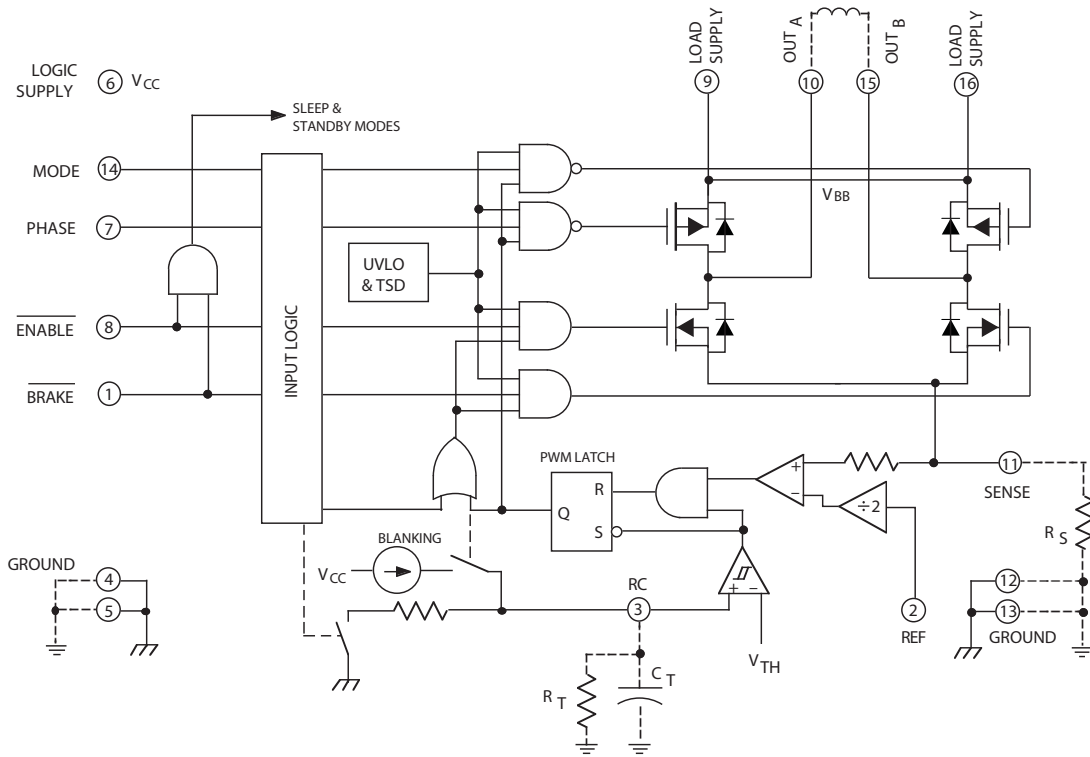 LOAD
SUPPLY
OUT A
OUT B
LOAD
SUPPLY
9
10
15
16
LOGIC
SUPPLY
6
VCC
SLEEP &
STANDBY MODES
MODE
14
PHASE
7
ENABLE
8
BRAKE
1
INPUT LOGIC
UVLO
& TSD
VBB
PWM LATCH
R
Q
S
+
−
÷2
11
SENSE
RS
BLANKING
VCC
RC
3
+ −
VTH
2
REF
GROUND
4
5
12
13
GROUND
RT
CT